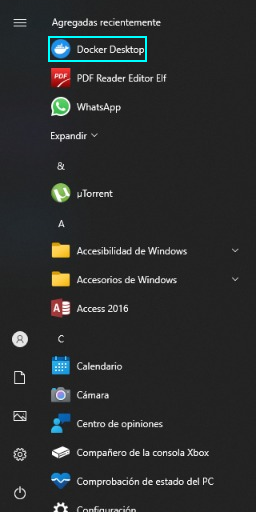 Agregadas recientemente
Docker Desktop
PDF Reader Editor Elf
WhatsApp
Expandir
&
µTorrent
A
Accesibilidad de Windows
Accesorios de Windows
Access 2016
C
Calendario
Cámara
Centro de opiniones
Compañero de la consola Xbox
Comprobación de estado del PC
Configuración